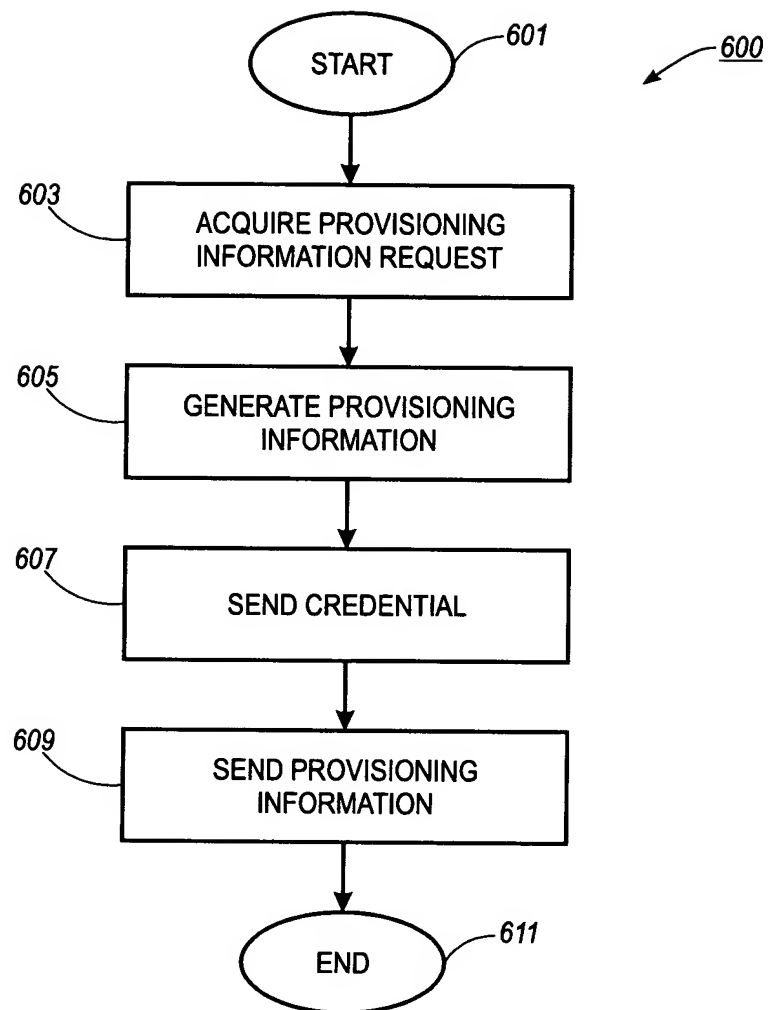 START
601
600
603
ACQUIRE PROVISIONING
INFORMATION REQUEST
605
GENERATE PROVISIONING
INFORMATION
607
SEND CREDENTIAL
609
SEND PROVISIONING
INFORMATION
END
611